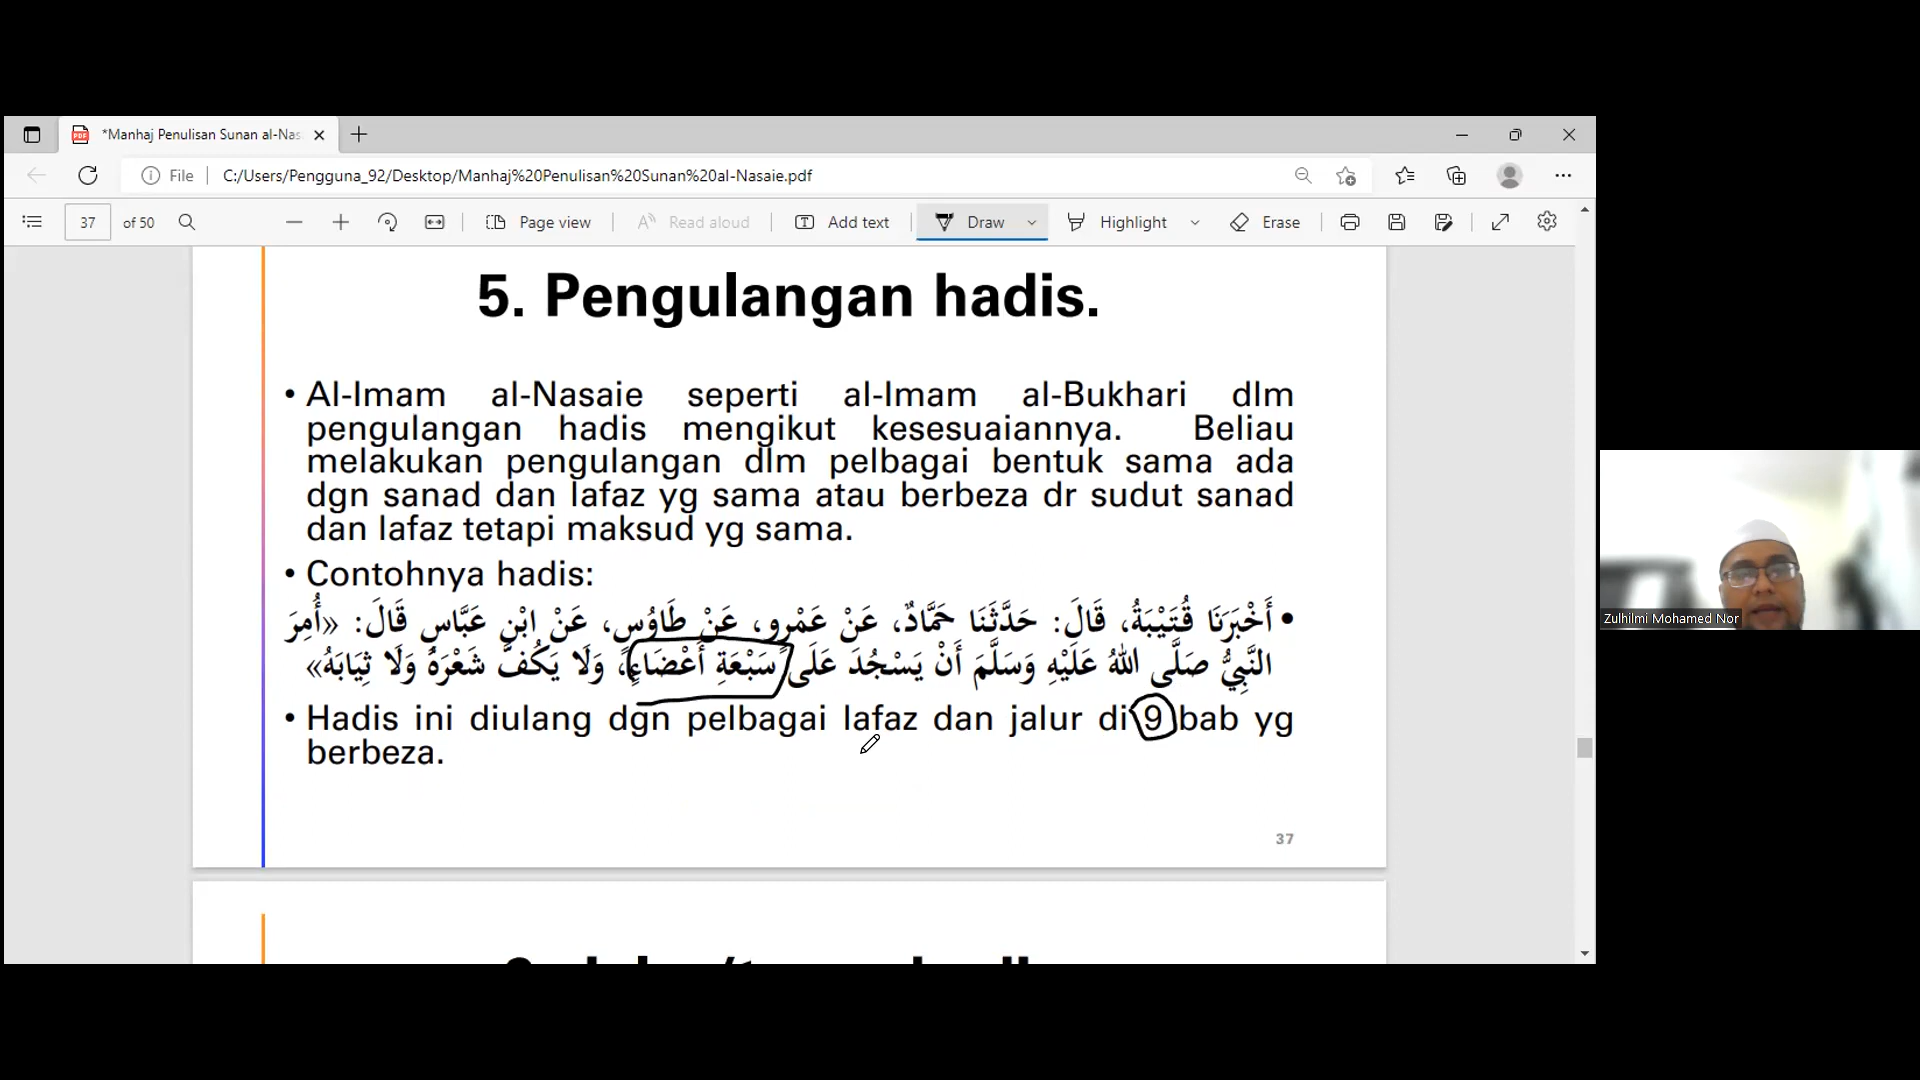 *Manhaj Penulisan Sunan al-Nas
File
C:/Users/Pengguna_92/Desktop/Manhaj%20Penulisan%20Sunan%20al-Nasaie.pdf
37 of 50
Page view
Read aloud
Add text
Draw
Highlight
Erase
5. Pengulangan hadis.
• Al-Imam al-Nasaie seperti al-Imam al-Bukhari dlm
pengulangan hadis mengikut kesesuaiannya. Beliau
melakukan pengulangan dlm pelbagai bentuk sama ada
dgn sanad dan lafaz yg sama atau berbeza dr sudut sanad
dan lafaz tetapi maksud yg sama.
• Contohnya hadis:
• أَخْبَرَنَا قُتَيْبَةُ، قَالَ: حَدَّثَنَا حَمَّادٌ، عَنْ عَمْرٍو، عَنْ طَاوُسٍ، عَنْ ابْنِ عَبَّاسٍ قَالَ: «أُمِرَ
النَّبِيُّ صَلَّى اللهُ عَلَيْهِ وَسَلَّمَ أَنْ يَسْجُدَ عَلَى سَبْعَةِ أَعْضَاءٍ، وَلَا يَكُفَّ شَعْرَهُ وَلَا ثِيَابَهُ»
• Hadis ini diulang dgn pelbagai lafaz dan jalur di 9 bab yg
berbeza.
37
Zulhilmi Mohamed Nor